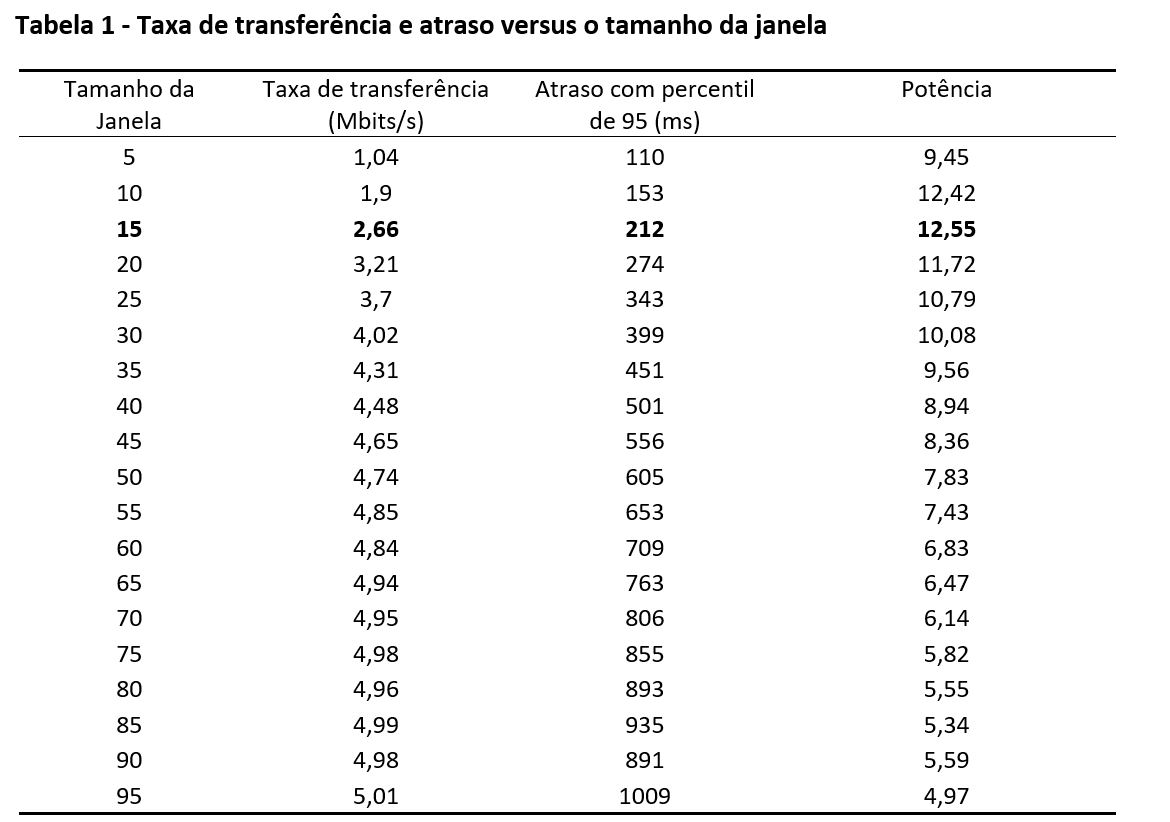 Tabela 1 - Taxa de transferência e atraso versus o tamanho da janela
Tamanho da Janela Taxa de transferência (Mbits/s) Atraso com percentil de 95 (ms) Potência
5 1,04 110 9,45
10 1,9 153 12,42
15 2,66 212 12,55
20 3,21 274 11,72
25 3,7 343 10,79
30 4,02 399 10,08
35 4,31 451 9,56
40 4,48 501 8,94
45 4,65 556 8,36
50 4,74 605 7,83
55 4,85 653 7,43
60 4,84 709 6,83
65 4,94 763 6,47
70 4,95 806 6,14
75 4,98 855 5,82
80 4,96 893 5,55
85 4,99 935 5,34
90 4,98 891 5,59
95 5,01 1009 4,97